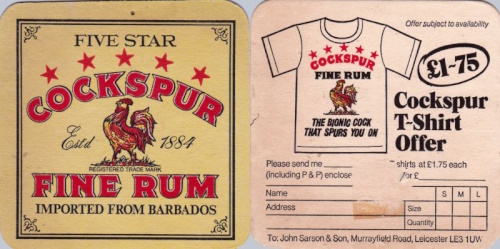 FIVE STAR
COCKSPUR
Estd 1884
REGISTERED TRADE MARK
FINE RUM
IMPORTED FROM BARBADOS
Offer subject to availability
COCKSPUR
FINE RUM
THE BIONIC COCK
THAT SPURS YOU ON
£1-75
Cockspur
T-Shirt
Offer
Please send me shirts at £1.75 each
(including P & P) enclose or £
Name S M L
Address Size
Quantity
To: John Sarson & Son, Murrayfield Road, Leicester LE3 1UW